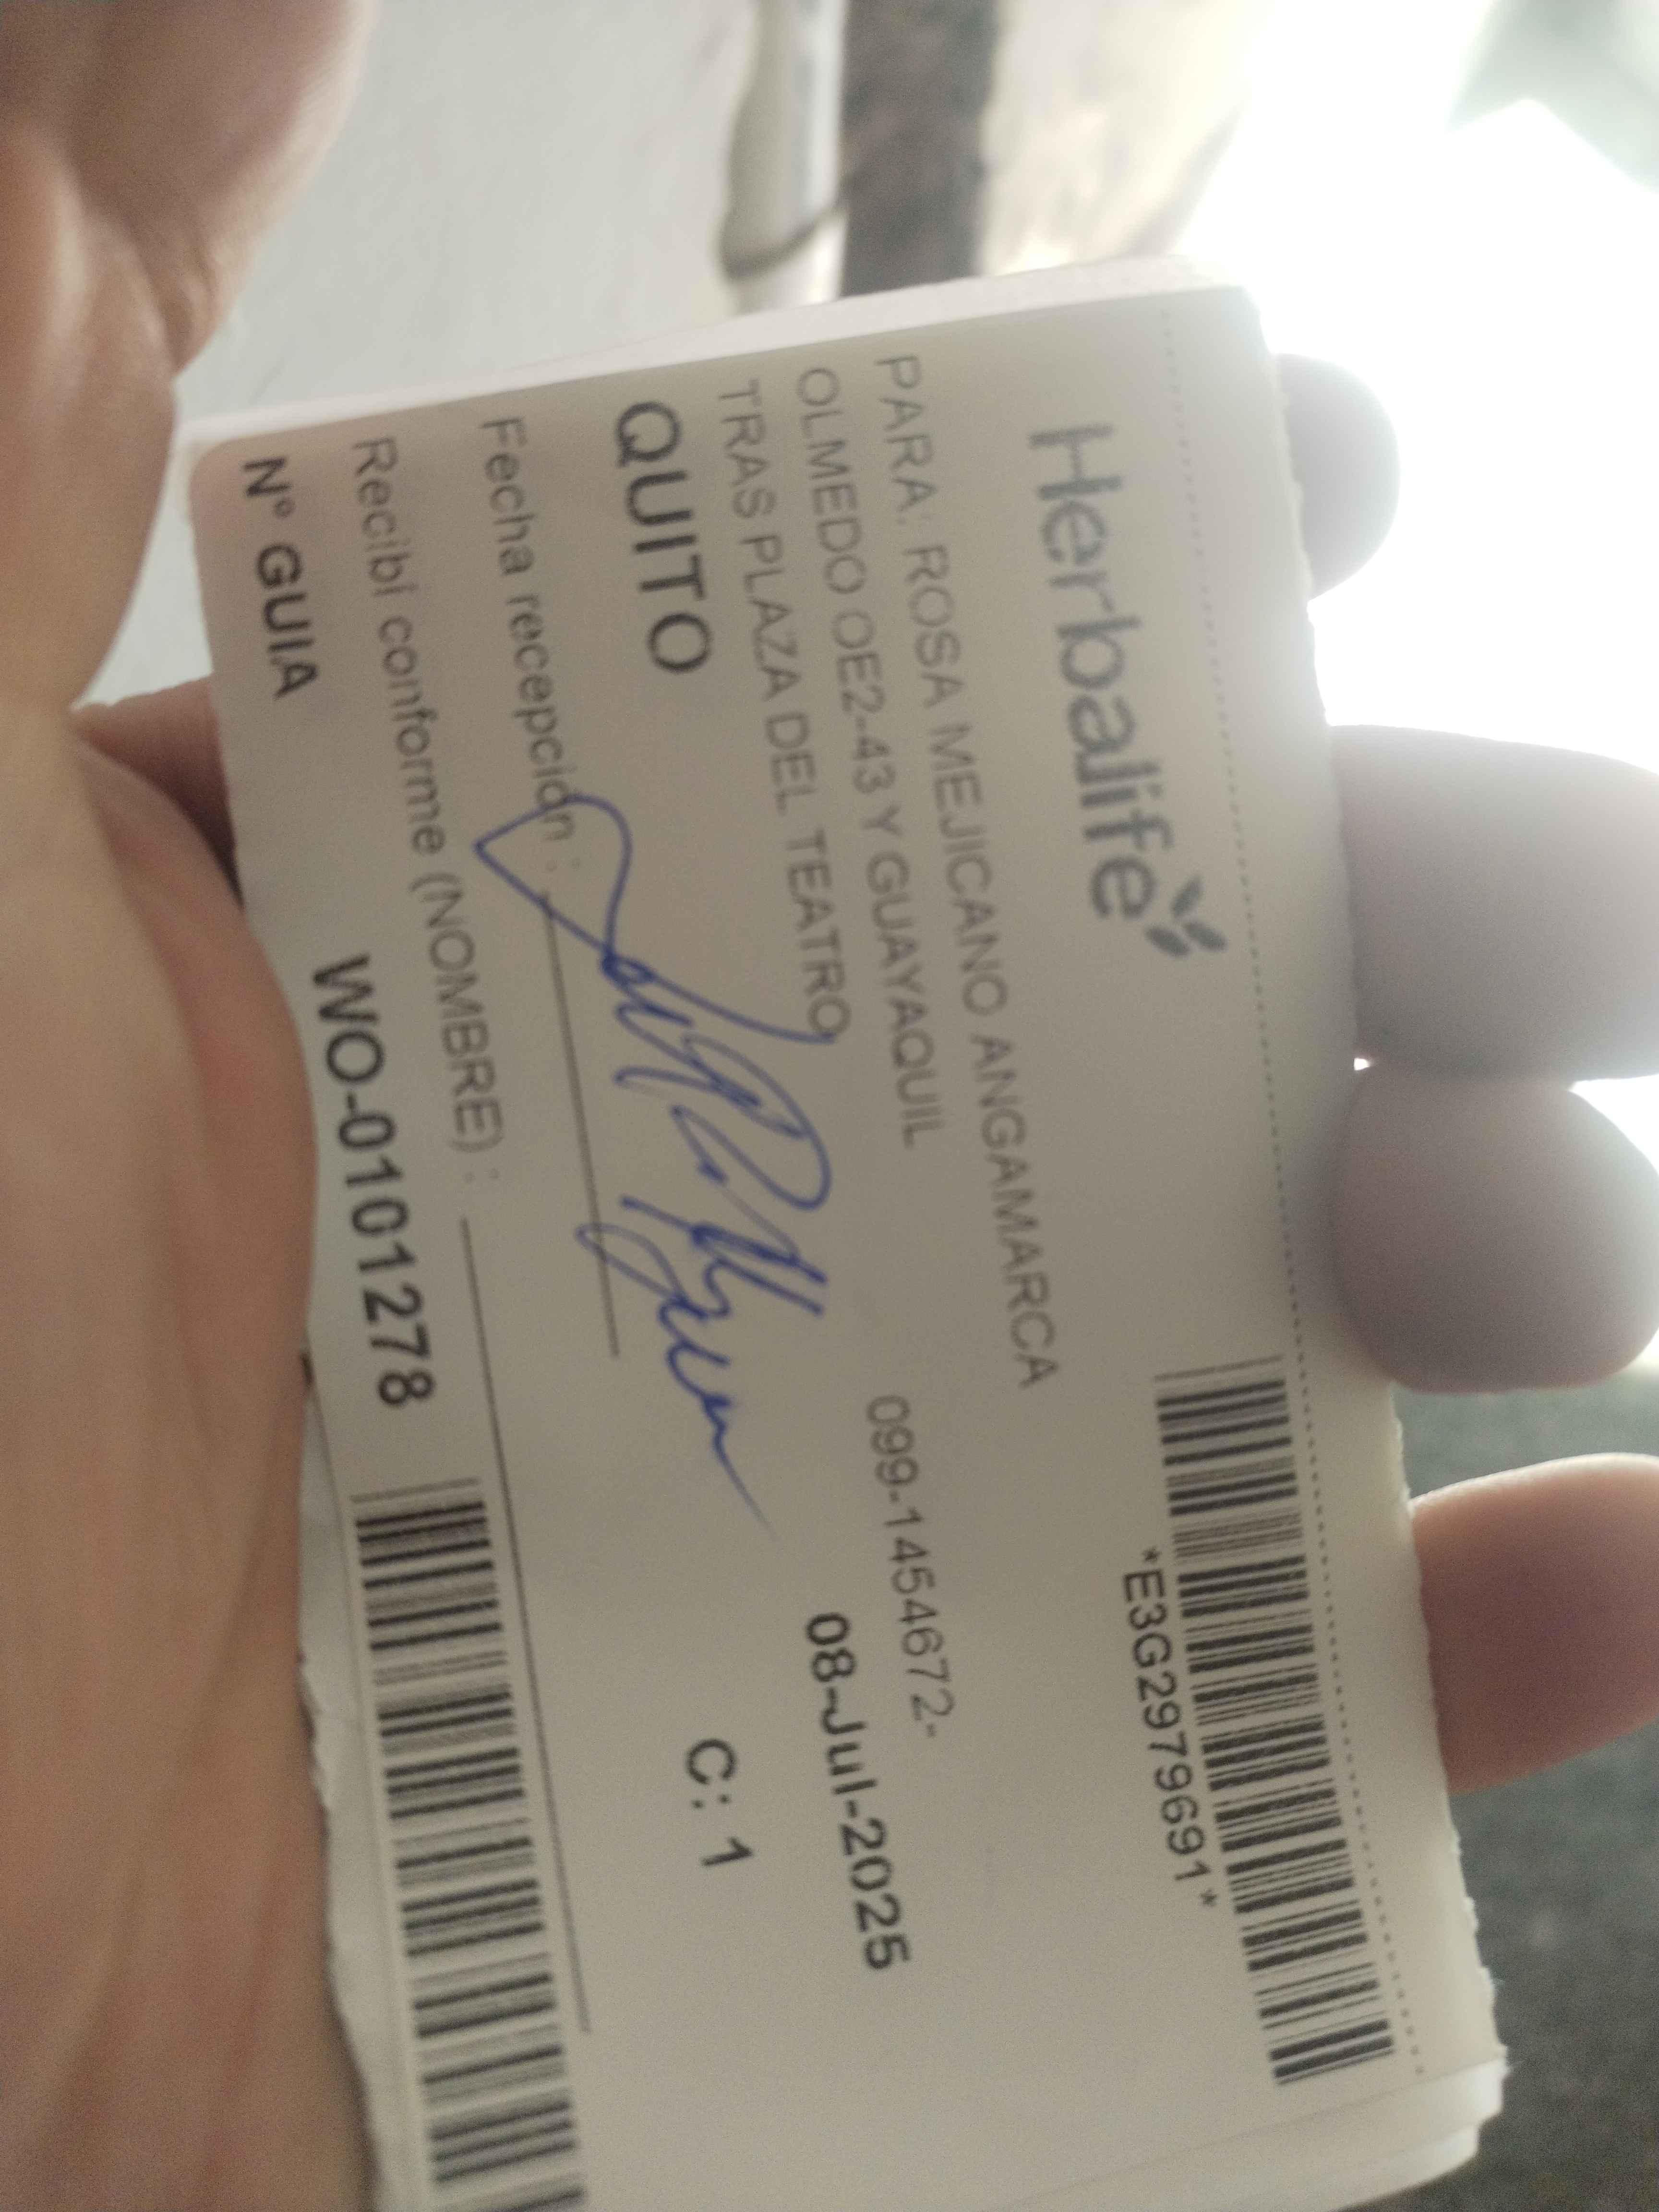 Herbalife
*E3G2979691*
PARA: ROSA MEJICANO ANGAMARCA
OLMEDO OE2-43 Y GUAYAQUIL 099-1454672-
TRAS PLAZA DEL TEATRO
08-Jul-2025
QUITO C: 1
Fecha recepción :
Recibí conforme (NOMBRE) :
Nº GUIA WO-0101278